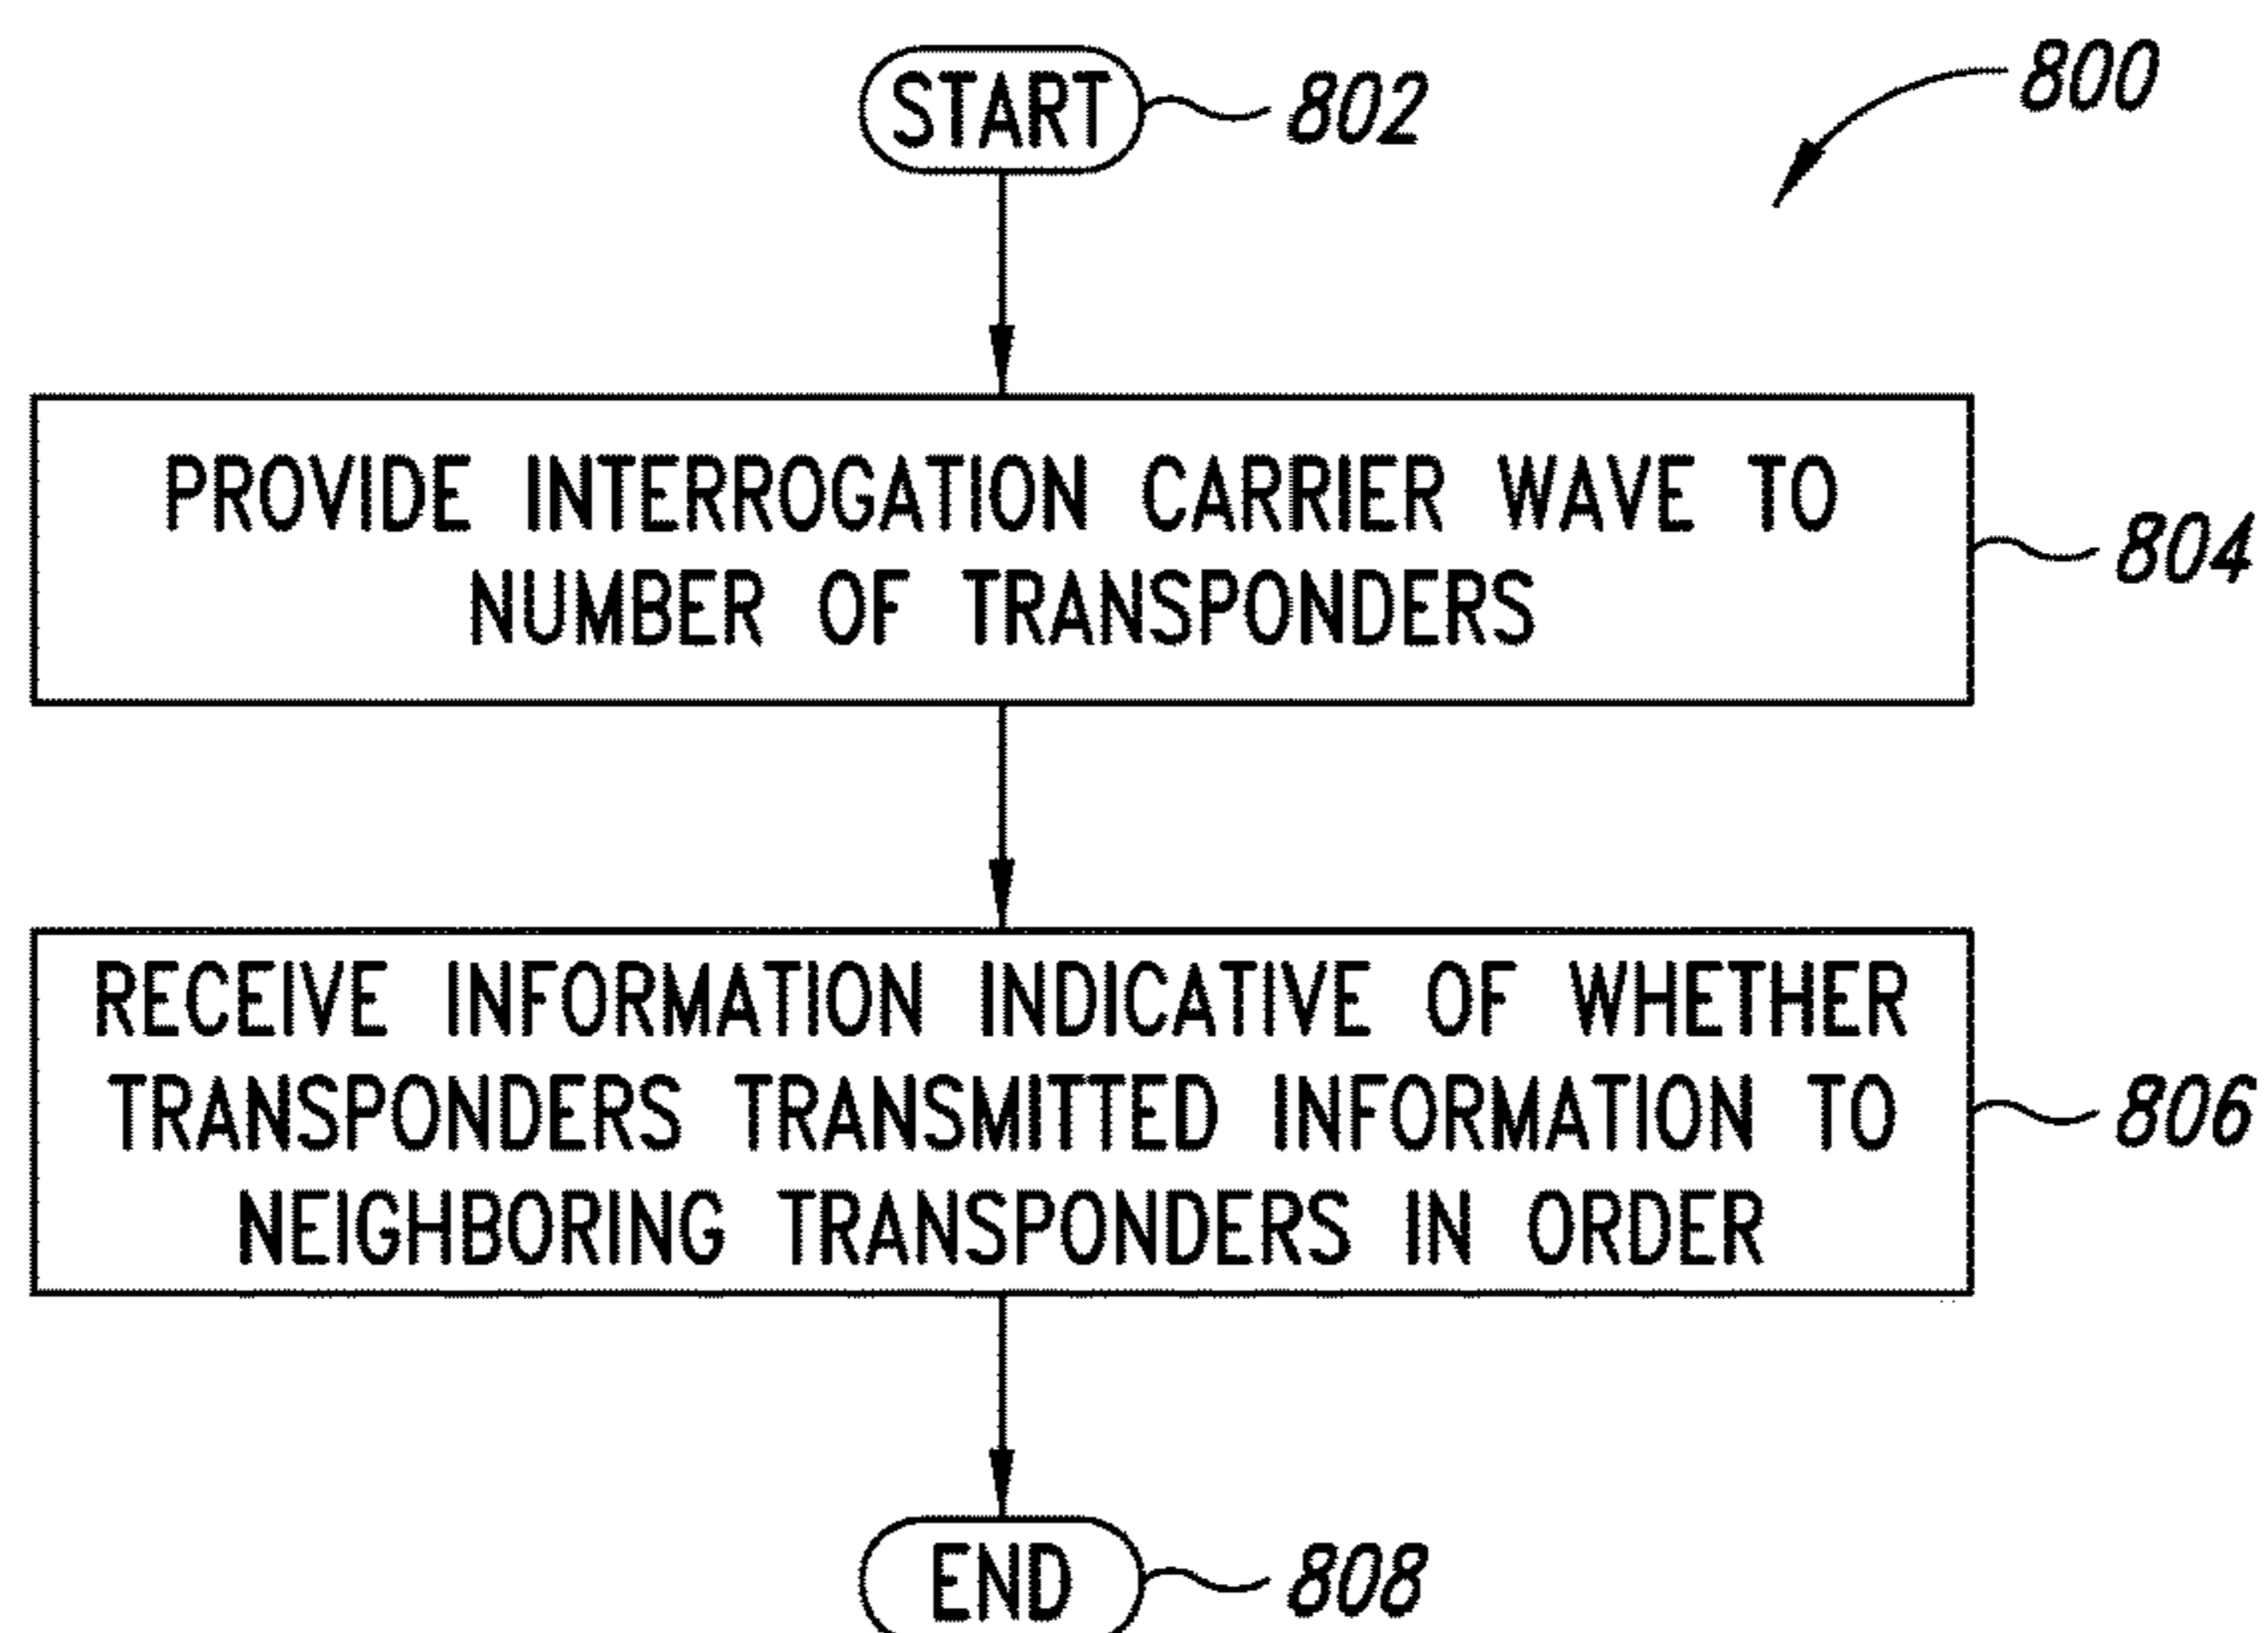 START 802
800
PROVIDE INTERROGATION CARRIER WAVE TO
NUMBER OF TRANSPONDERS
804
RECEIVE INFORMATION INDICATIVE OF WHETHER
TRANSPONDERS TRANSMITTED INFORMATION TO
NEIGHBORING TRANSPONDERS IN ORDER
806
END 808